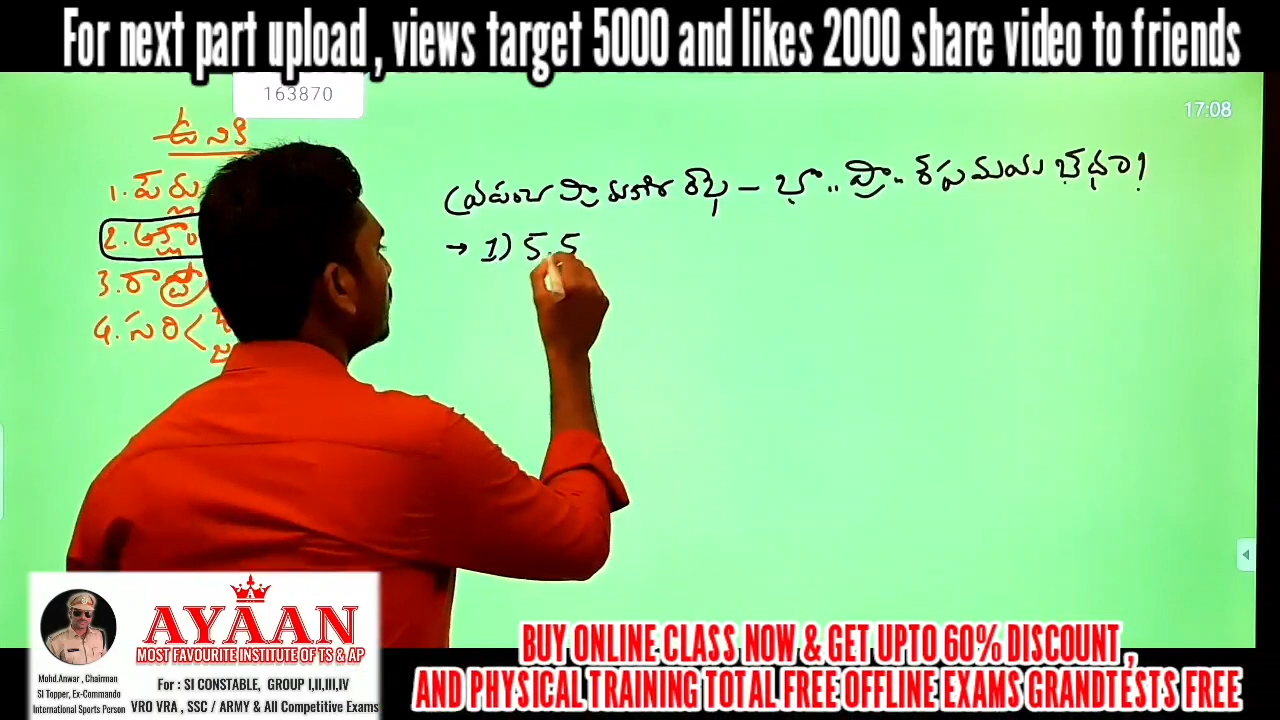 For next part upload , views target 5000 and likes 2000 share video to friends
163870
17:08
ఉనికి
1. పర్లు
2. అక్షాం
3. రాష్ట్రా
4. సరి<
ప్రపంచ ప్రామాణిక రేఖ – భా.. ప్రా.. కు సమయ భేదం!
→ 1) 5.5
AYAAN
MOST FAVOURITE INSTITUTE OF TS & AP
Mohd.Anwar , Chairman
SI Topper, Ex-Commando
International Sports Person
For : SI CONSTABLE, GROUP I,II,III,IV
VRO VRA , SSC / ARMY & All Competitive Exams
BUY ONLINE CLASS NOW & GET UPTO 60% DISCOUNT ,
AND PHYSICAL TRAINING TOTAL FREE OFFLINE EXAMS GRANDTESTS FREE